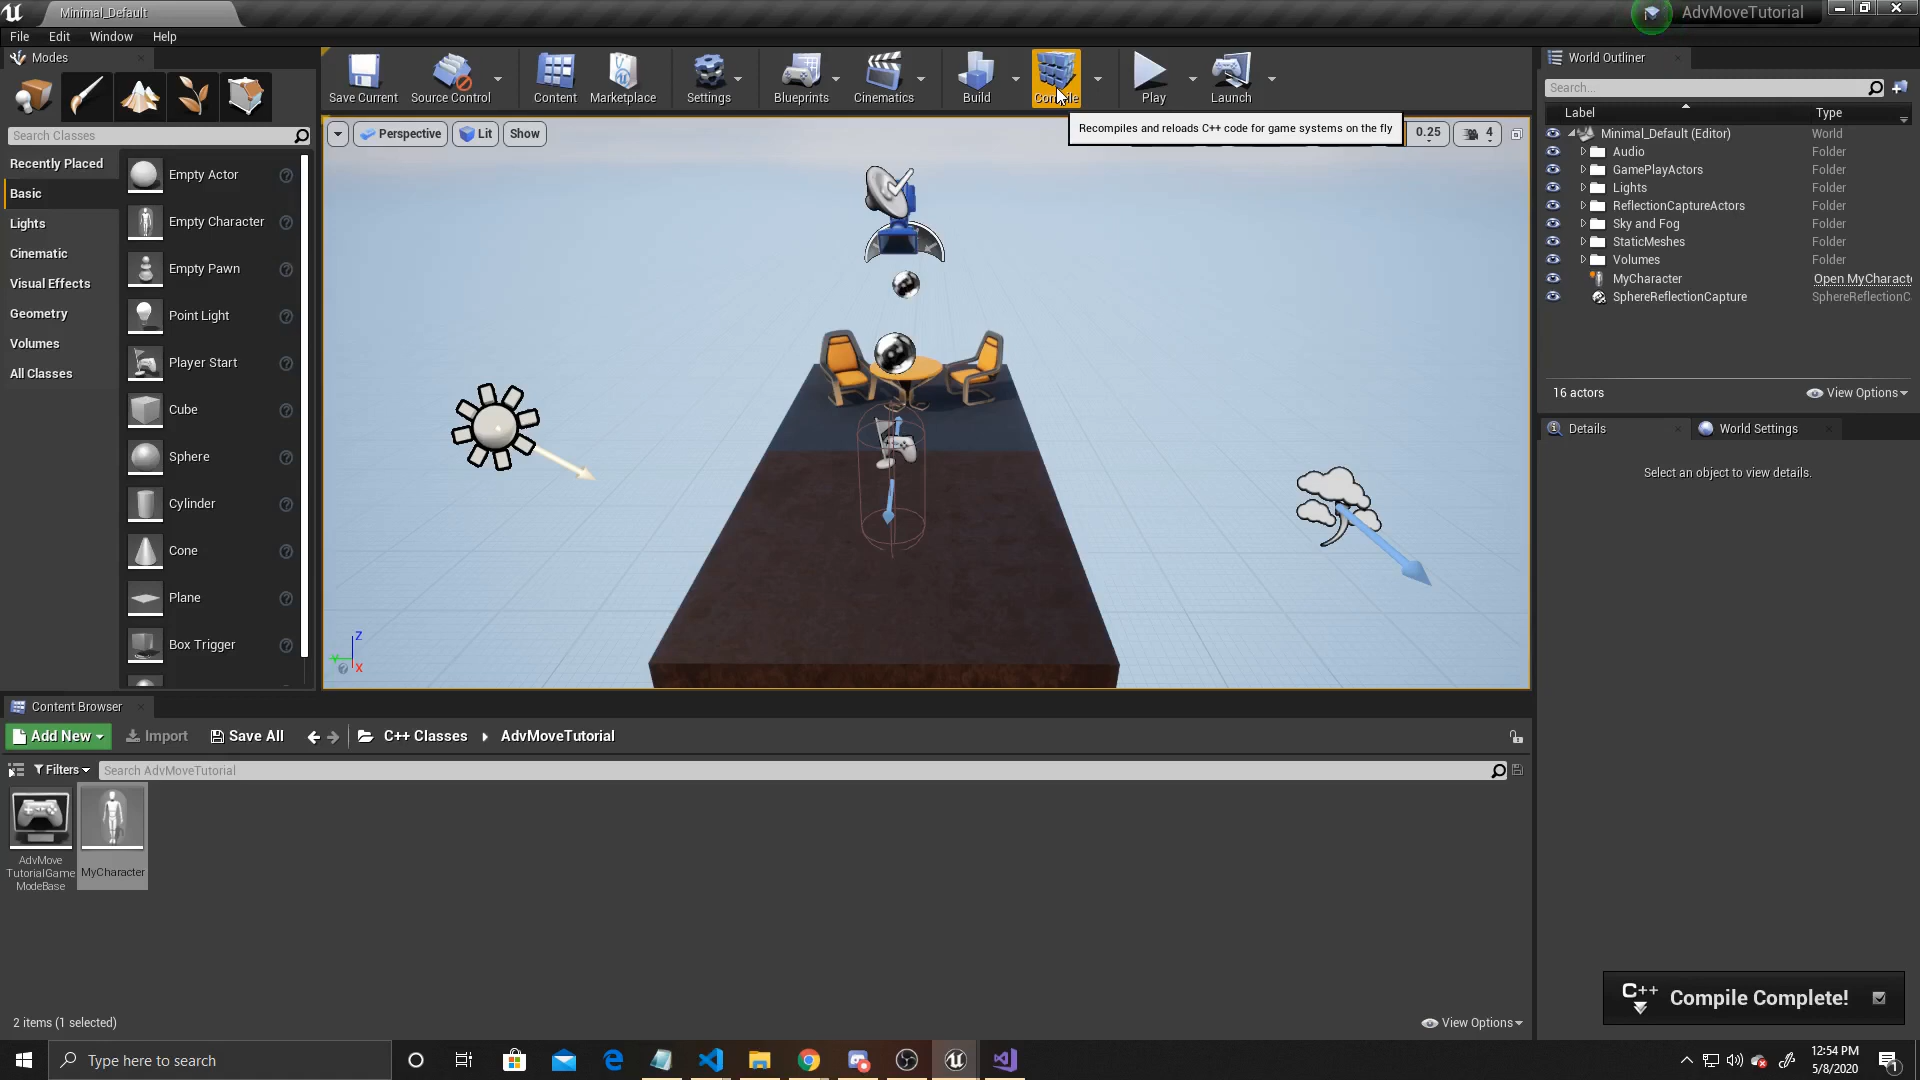 Minimal_Default
AdvMoveTutorial
File
Edit
Window
Help
Modes
Search Classes
Recently Placed
Basic
Lights
Cinematic
Visual Effects
Geometry
Volumes
All Classes
Empty Actor
Empty Character
Empty Pawn
Point Light
Player Start
Cube
Sphere
Cylinder
Cone
Plane
Box Trigger
Save Current
Source Control
Content
Marketplace
Settings
Blueprints
Cinematics
Build
Compile
Play
Launch
Recompiles and reloads C++ code for game systems on the fly
Perspective
Lit
Show
0.25
4
Z
Y
X
World Outliner
Search...
Label
Type
Minimal_Default (Editor)
World
Audio
Folder
GamePlayActors
Folder
Lights
Folder
ReflectionCaptureActors
Folder
Sky and Fog
Folder
StaticMeshes
Folder
Volumes
Folder
MyCharacter
Open MyCharacte
SphereReflectionCapture
SphereReflectionC
16 actors
View Options
Details
World Settings
Select an object to view details.
Content Browser
Add New
Import
Save All
C++ Classes
AdvMoveTutorial
Filters
Search AdvMoveTutorial
AdvMove
TutorialGame
ModeBase
MyCharacter
2 items (1 selected)
View Options
C++
Compile Complete!
Type here to search
12:54 PM
5/8/2020
1